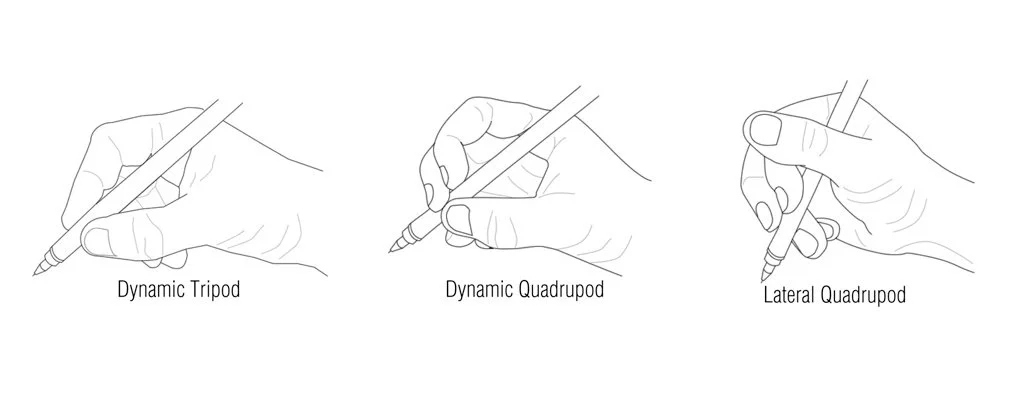 Dynamic Tripod
Dynamic Quadrupod
Lateral Quadrupod